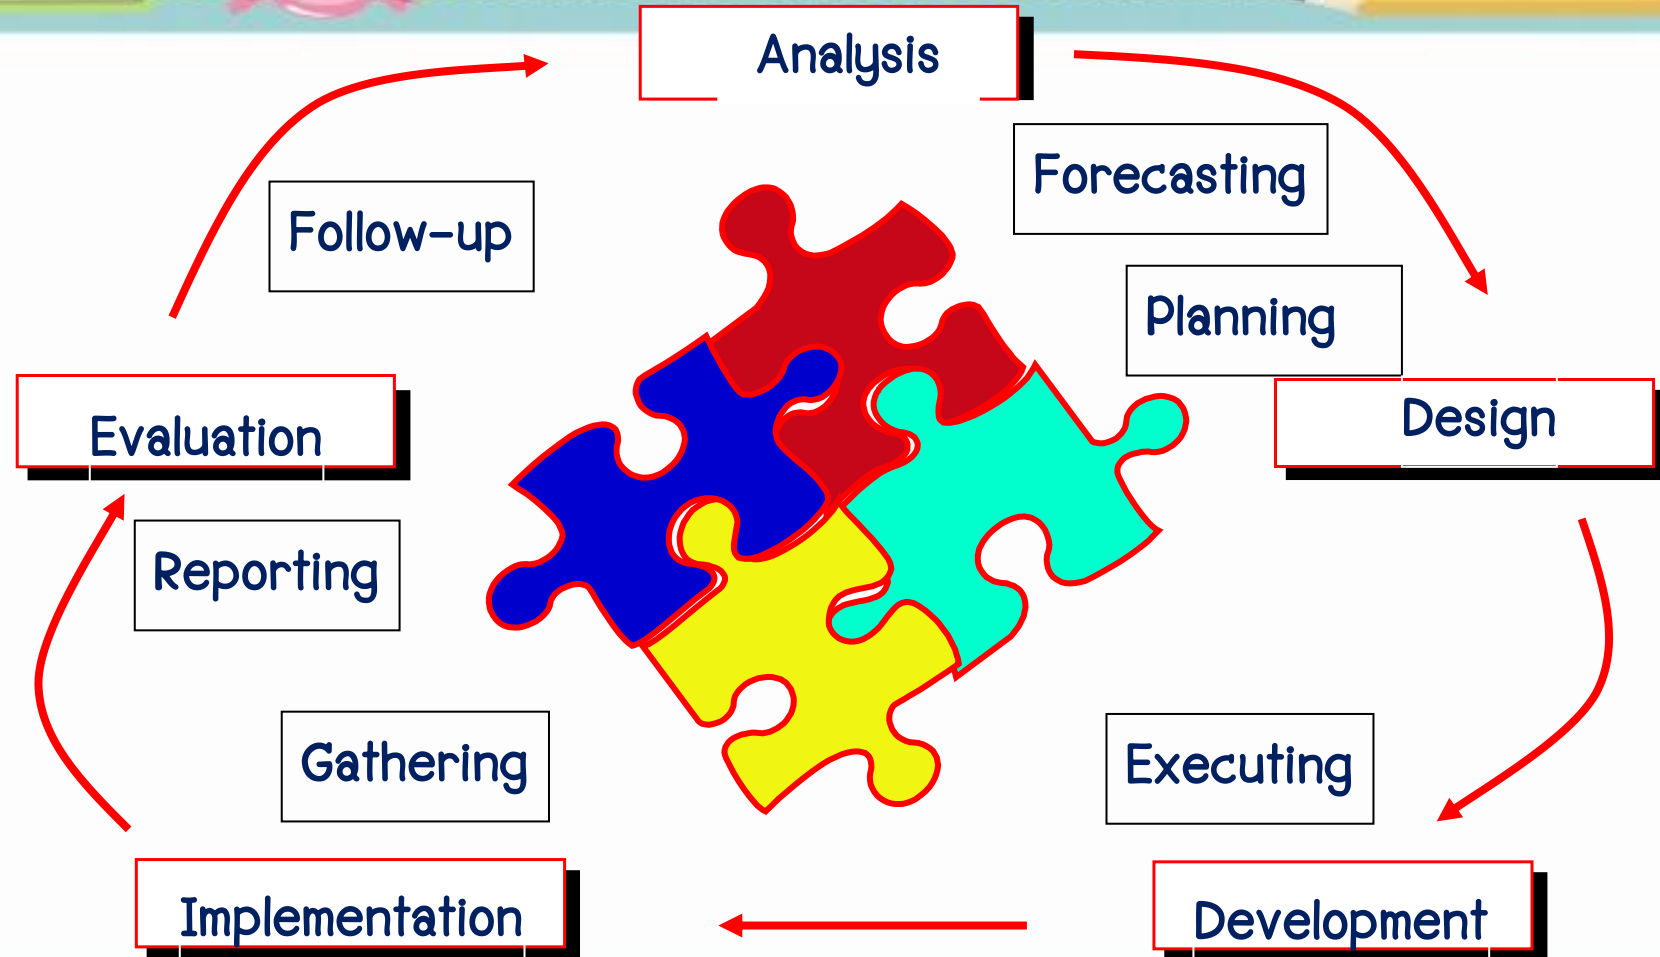 Analysis
Forecasting
Follow-up
Planning
Design
Evaluation
Reporting
Gathering
Executing
Implementation
Development